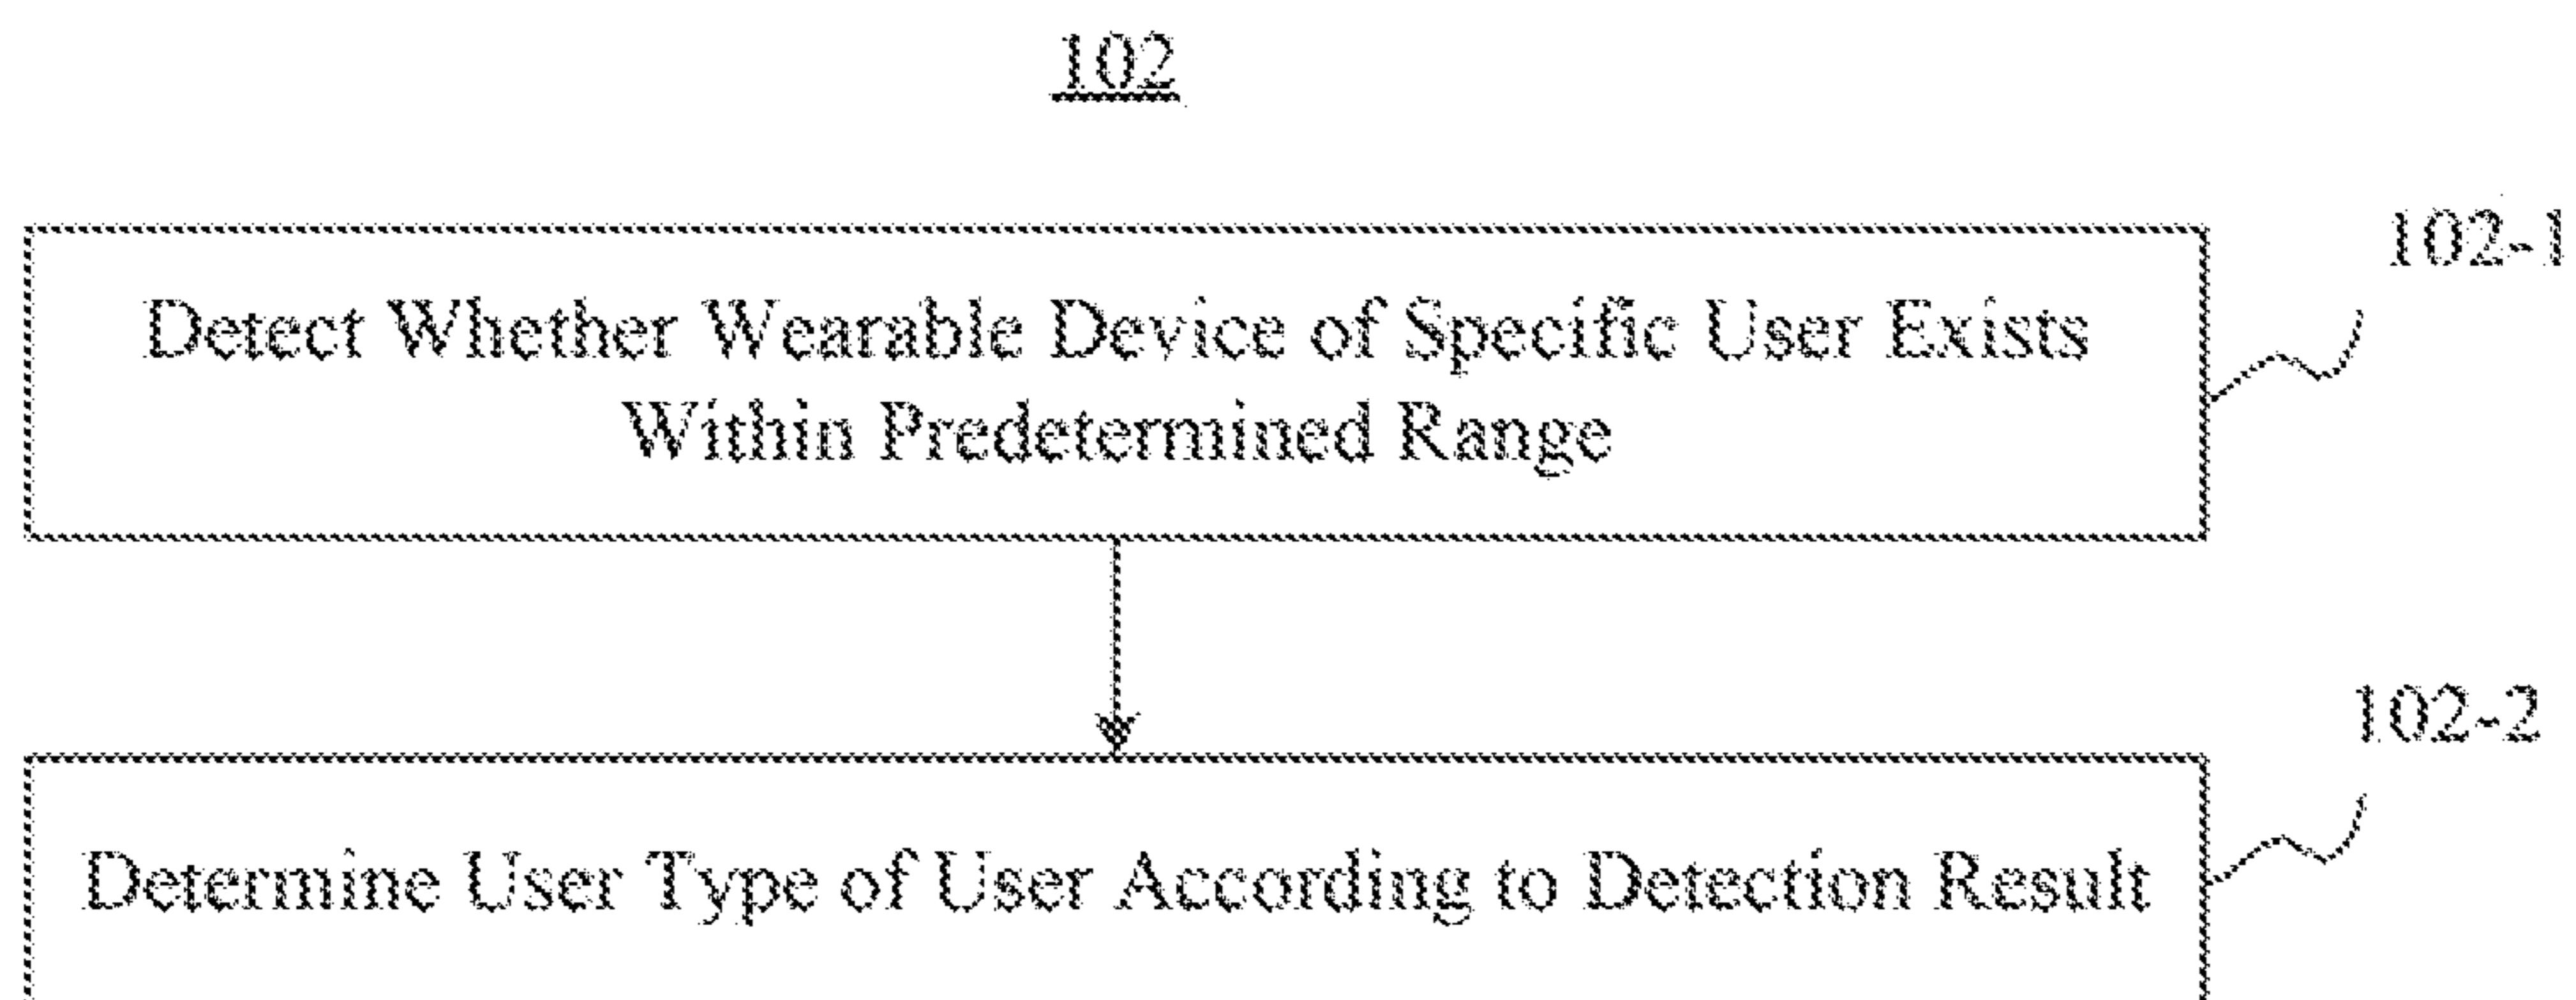 102
102-1
Detect Whether Wearable Device of Specific User Exists
Within Predetermined Range
102-2
Determine User Type of User According to Detection Result